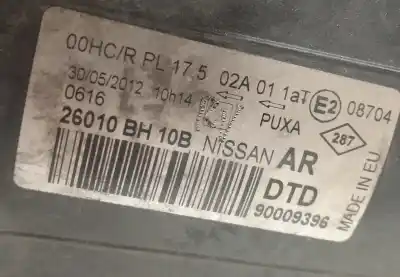 00HC/R PL 17.5 02A 01 1aT E2 08704
30/05/2012 10h14 PUXA 287
0616
26010 BH 10B NISSAN AR
DTD
90009396
MADE IN EU